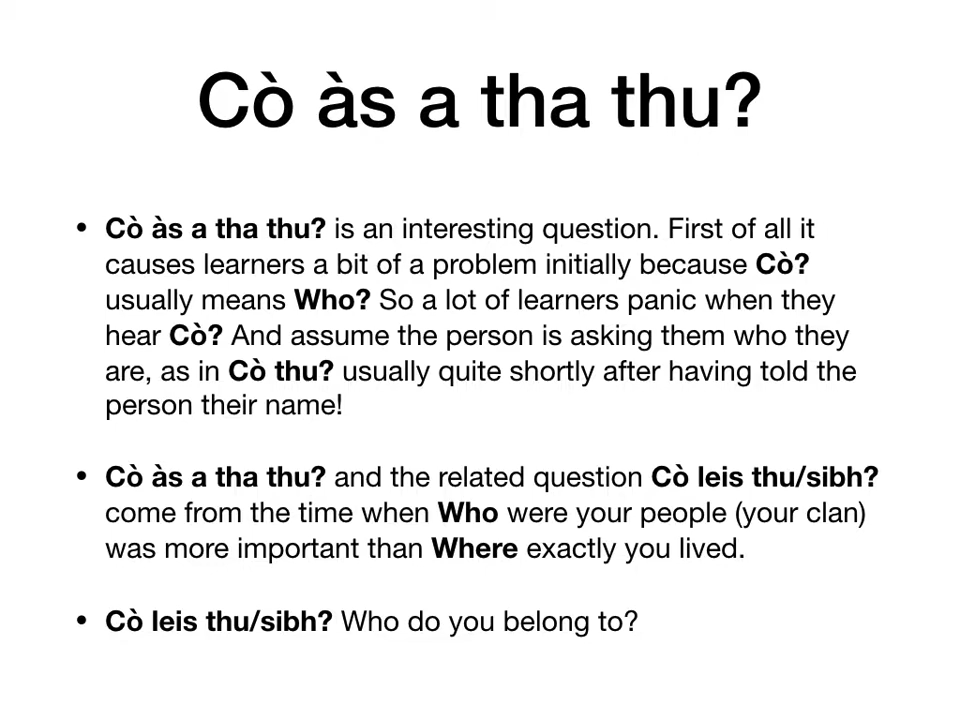 Cò às a tha thu?
• Cò às a tha thu? is an interesting question. First of all it
causes learners a bit of a problem initially because Cò?
usually means Who? So a lot of learners panic when they
hear Cò? And assume the person is asking them who they
are, as in Cò thu? usually quite shortly after having told the
person their name!
• Cò às a tha thu? and the related question Cò leis thu/sibh?
come from the time when Who were your people (your clan)
was more important than Where exactly you lived.
• Cò leis thu/sibh? Who do you belong to?